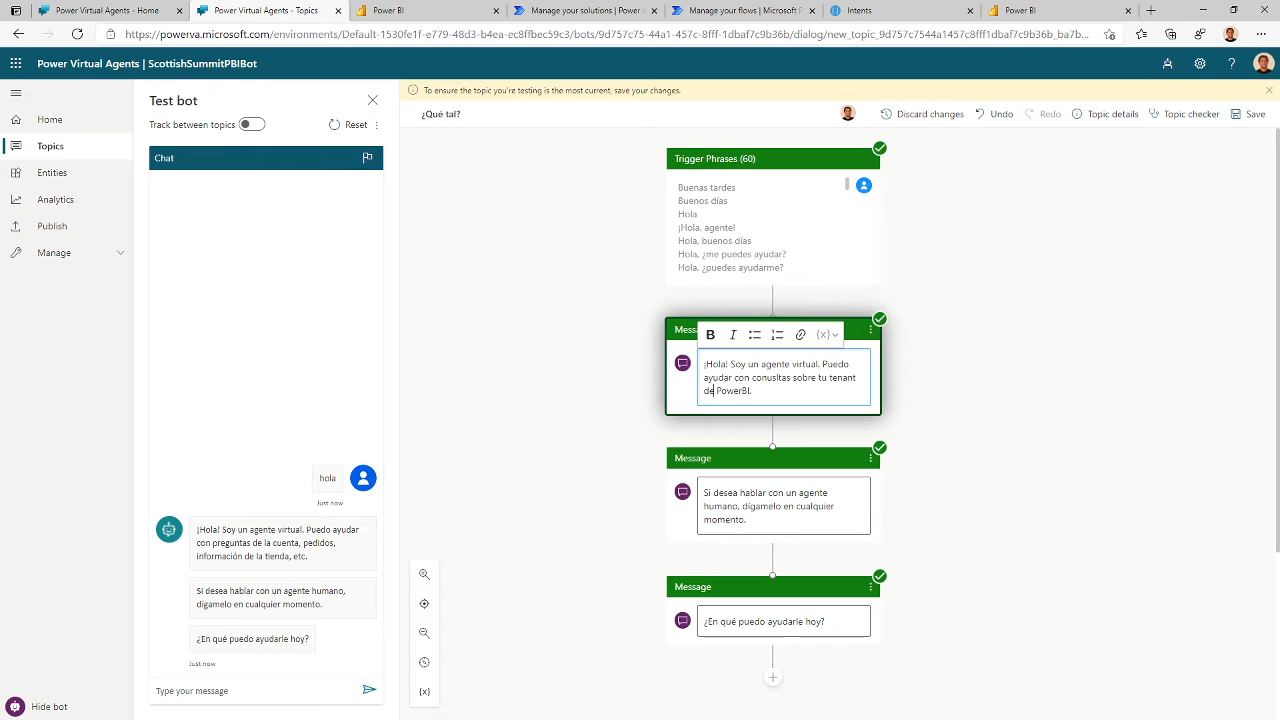 Power Virtual Agents - Home
Power Virtual Agents - Topics
Power BI
Manage your solutions | Power
Manage your flows | Microsoft P
Intents
Power BI
https://powerva.microsoft.com/environments/Default-1530fe1f-e779-48d3-b4ea-ec8ffbec59c3/bots/9d757c75-44a1-457c-8fff-1dbaf7c9b36b/dialog/new_topic_9d757c7544a1457c8fff1dbaf7c9b36b_ba7b...
Power Virtual Agents | ScottishSummitPBIBot
Home
Topics
Entities
Analytics
Publish
Manage
Hide bot
Test bot
Track between topics
Reset
Chat
hola
Just now
¡Hola! Soy un agente virtual. Puedo ayudar
con preguntas de la cuenta, pedidos,
información de la tienda, etc.
Si desea hablar con un agente humano,
dígamelo en cualquier momento.
¿En qué puedo ayudarle hoy?
Just now
Type your message
To ensure the topic you're testing is the most current, save your changes.
¿Qué tal?
Discard changes
Undo
Redo
Topic details
Topic checker
Save
Trigger Phrases (60)
Buenas tardes
Buenos días
Hola
¡Hola, agente!
Hola, buenos días
Hola, ¿me puedes ayudar?
Hola, ¿puedes ayudarme?
Mess
B I {x}
¡Hola! Soy un agente virtual. Puedo
ayudar con conusltas sobre tu tenant
de PowerBI.
Message
Si desea hablar con un agente
humano, dígamelo en cualquier
momento.
Message
¿En qué puedo ayudarle hoy?
{x}